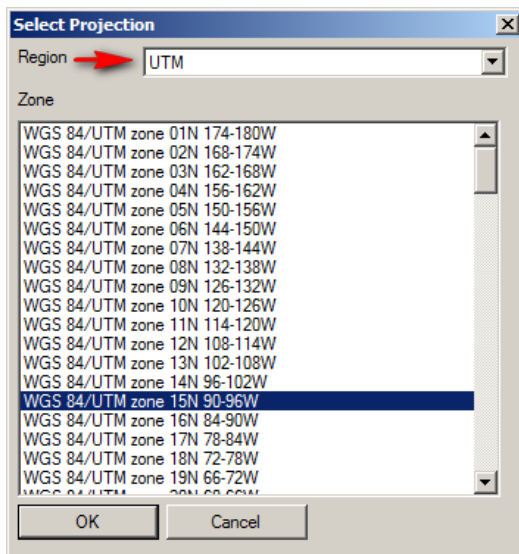 Select Projection
Region UTM
Zone
WGS 84/UTM zone 01N 174-180W
WGS 84/UTM zone 02N 168-174W
WGS 84/UTM zone 03N 162-168W
WGS 84/UTM zone 04N 156-162W
WGS 84/UTM zone 05N 150-156W
WGS 84/UTM zone 06N 144-150W
WGS 84/UTM zone 07N 138-144W
WGS 84/UTM zone 08N 132-138W
WGS 84/UTM zone 09N 126-132W
WGS 84/UTM zone 10N 120-126W
WGS 84/UTM zone 11N 114-120W
WGS 84/UTM zone 12N 108-114W
WGS 84/UTM zone 13N 102-108W
WGS 84/UTM zone 14N 96-102W
WGS 84/UTM zone 15N 90-96W
WGS 84/UTM zone 16N 84-90W
WGS 84/UTM zone 17N 78-84W
WGS 84/UTM zone 18N 72-78W
WGS 84/UTM zone 19N 66-72W
OK Cancel